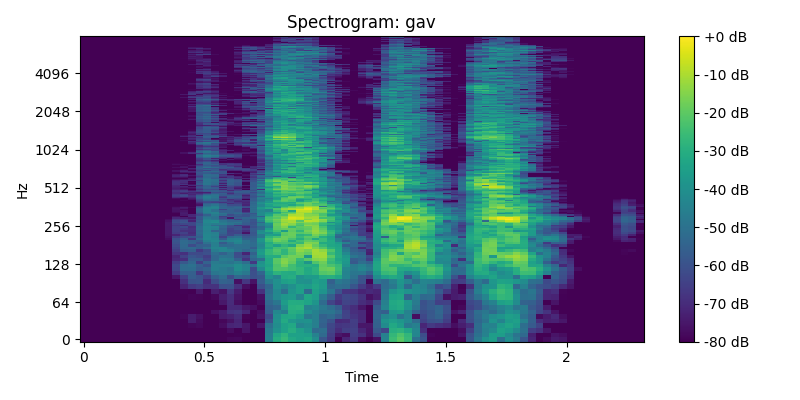 Spectrogram: gav
Hz
4096
2048
1024
512
256
128
64
0
0
0.5
1
1.5
2
Time
+0 dB
-10 dB
-20 dB
-30 dB
-40 dB
-50 dB
-60 dB
-70 dB
-80 dB